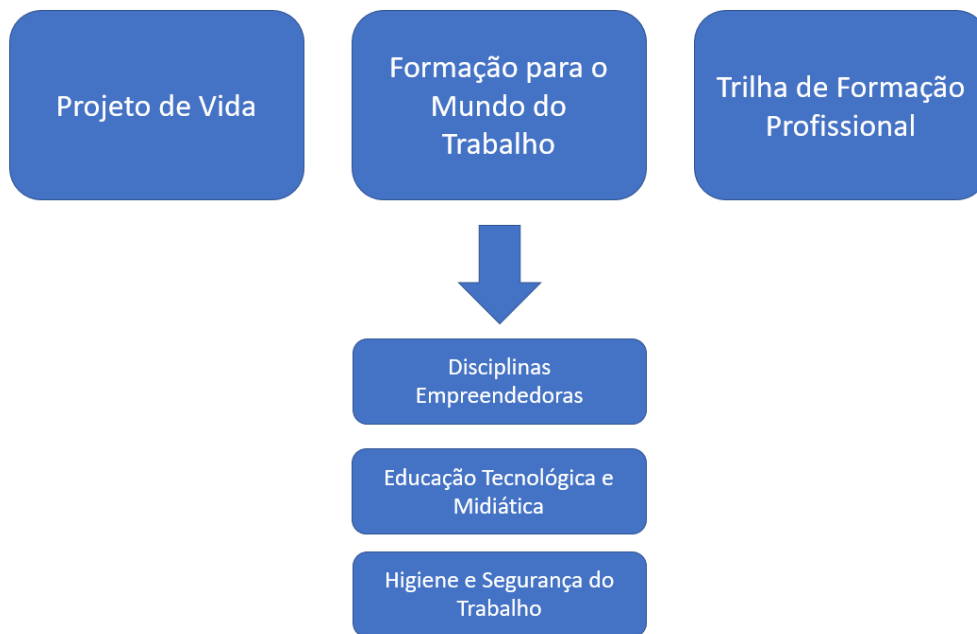 Projeto de Vida
Formação para o
Mundo do
Trabalho
Trilha de Formação
Profissional
Disciplinas
Empreendedoras
Educação Tecnológica e
Midiática
Higiene e Segurança do
Trabalho